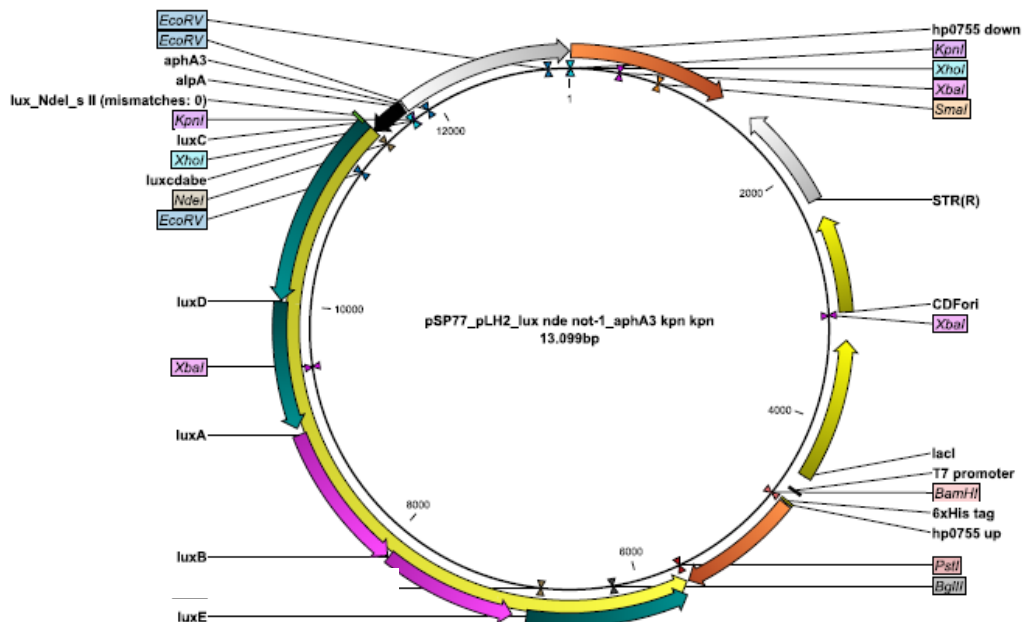 EcoRV
EcoRV
aphA3
alpA
lux_NdeI_s II (mismatches: 0)
KpnI
luxC
XhoI
luxcdabe
NdeI
EcoRV
luxD
XbaI
luxA
luxB
luxE
hp0755 down
KpnI
XhoI
XbaI
SmaI
STR(R)
CDFori
XbaI
lacI
T7 promoter
BamHI
6xHis tag
hp0755 up
PstI
BglII
1
2000
4000
6000
8000
10000
12000
pSP77_pLH2_lux nde not-1_aphA3 kpn kpn
13.099bp